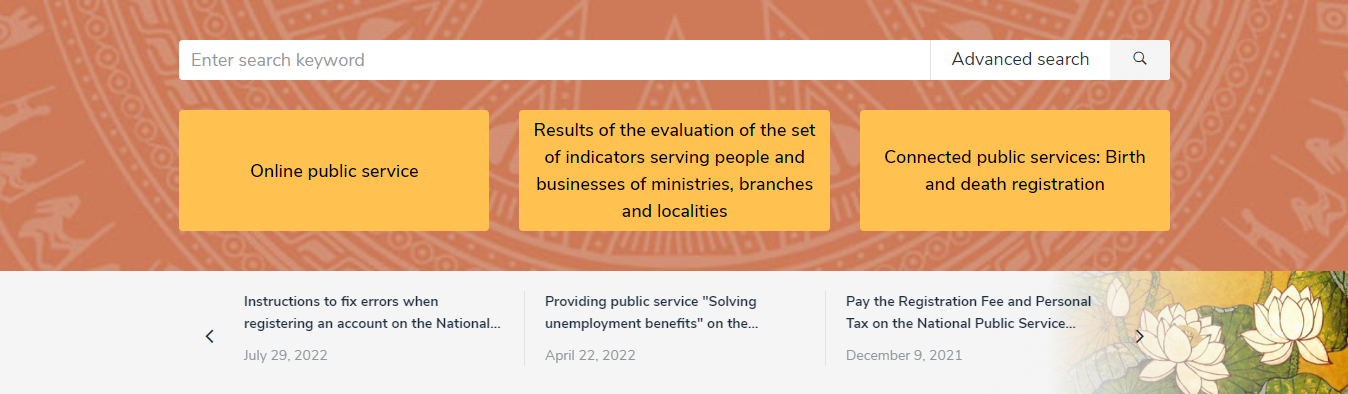 Enter search keyword
Advanced search
Online public service
Results of the evaluation of the set
of indicators serving people and
businesses of ministries, branches
and localities
Connected public services: Birth
and death registration
Instructions to fix errors when
registering an account on the National...
July 29, 2022
Providing public service "Solving
unemployment benefits" on the...
April 22, 2022
Pay the Registration Fee and Personal
Tax on the National Public Service...
December 9, 2021